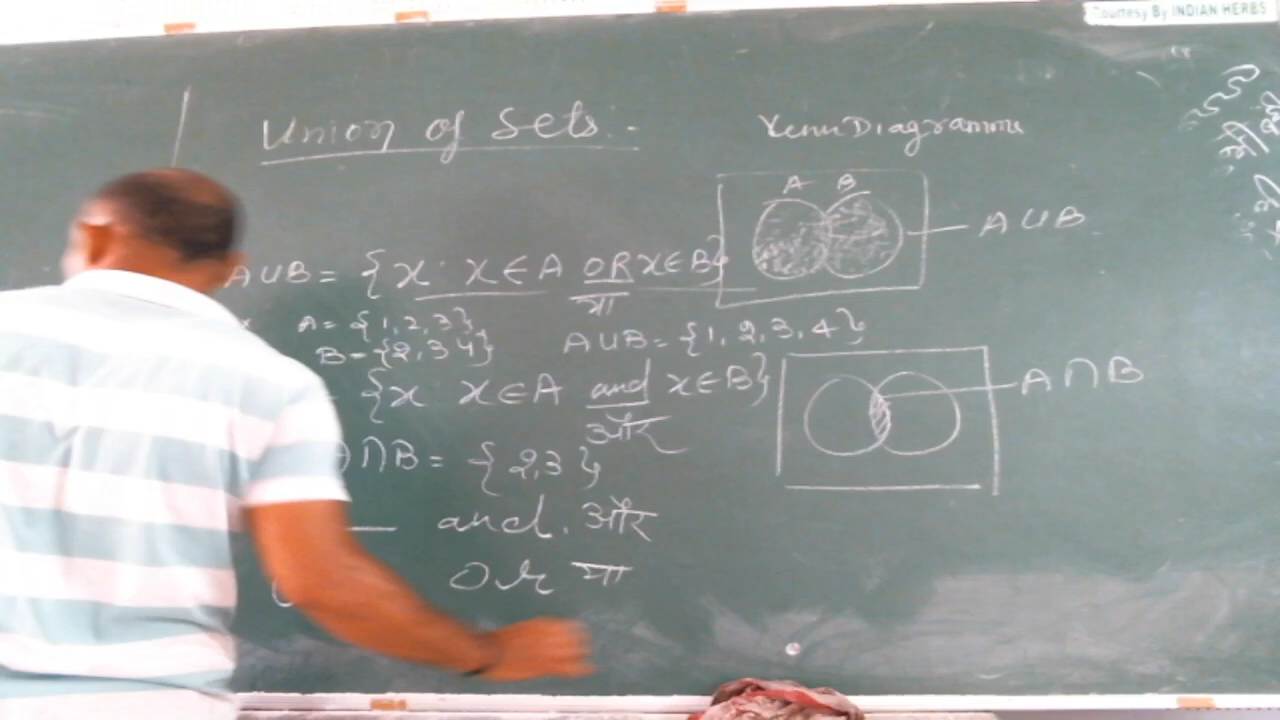 Courtesy By INDIAN HERBS
Union of Sets :-
Venn Diagramme
A B
A∪B
A∪B = {x : x∈A OR x∈B}
या
A = {1,2,3}
B = {2,3 4}
A∪B = {1,2,3,4}
= {x x∈A and x∈B}
और
A∩B
A∩B = {2,3}
— and. और
∪ or या